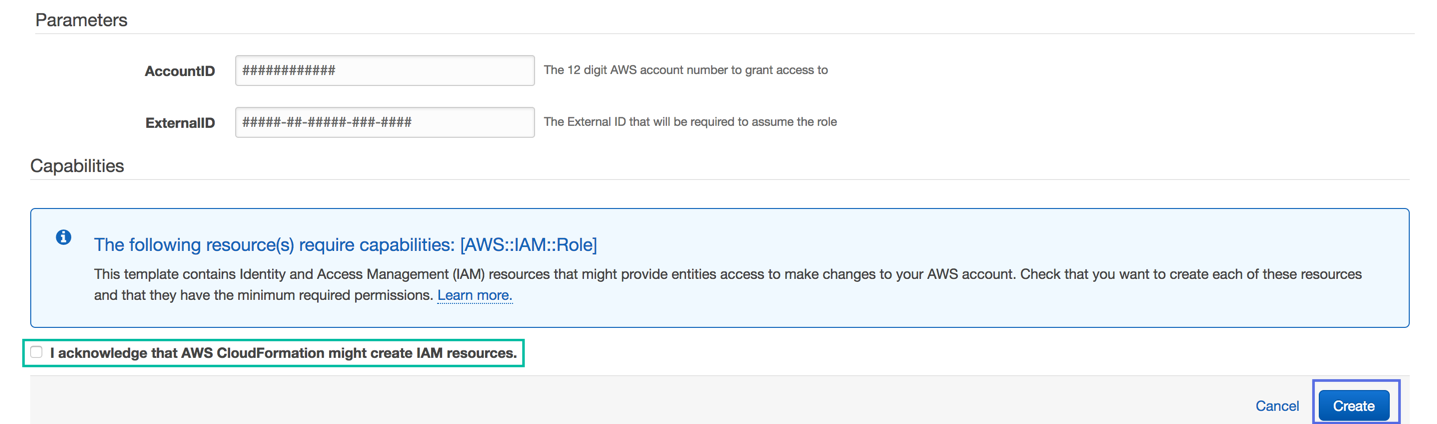 Parameters
AccountID ############ The 12 digit AWS account number to grant access to
ExternalID #####-##-#####-###-#### The External ID that will be required to assume the role
Capabilities
The following resource(s) require capabilities: [AWS::IAM::Role]
This template contains Identity and Access Management (IAM) resources that might provide entities access to make changes to your AWS account. Check that you want to create each of these resources
and that they have the minimum required permissions. Learn more.
I acknowledge that AWS CloudFormation might create IAM resources.
Cancel Create